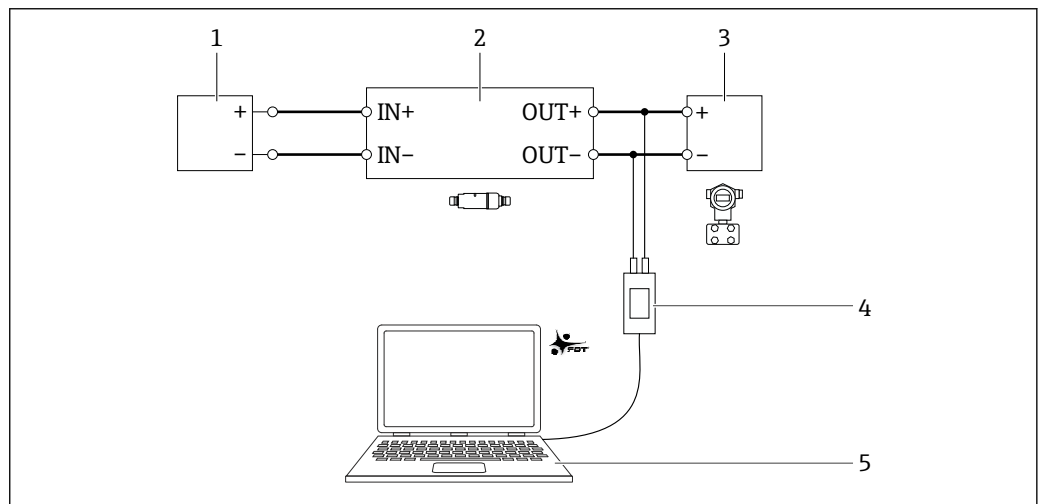 1 2 3
+ IN+ OUT+ +
− IN− OUT− −
4
FDT
5